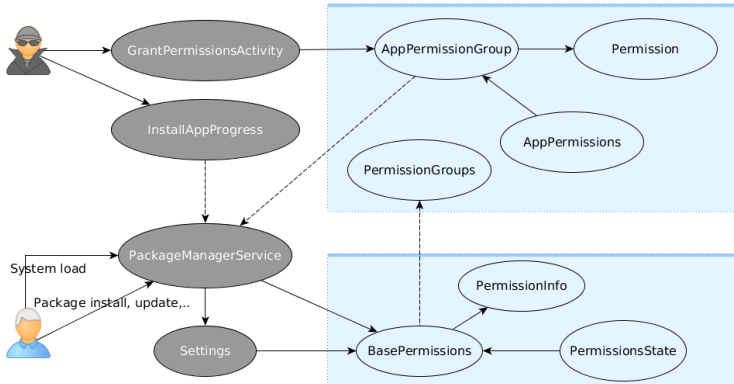 GrantPermissionsActivity
AppPermissionGroup
Permission
InstallAppProgress
AppPermissions
PermissionGroups
PackageManagerService
System load
PermissionInfo
Package install, update,..
Settings
BasePermissions
PermissionsState